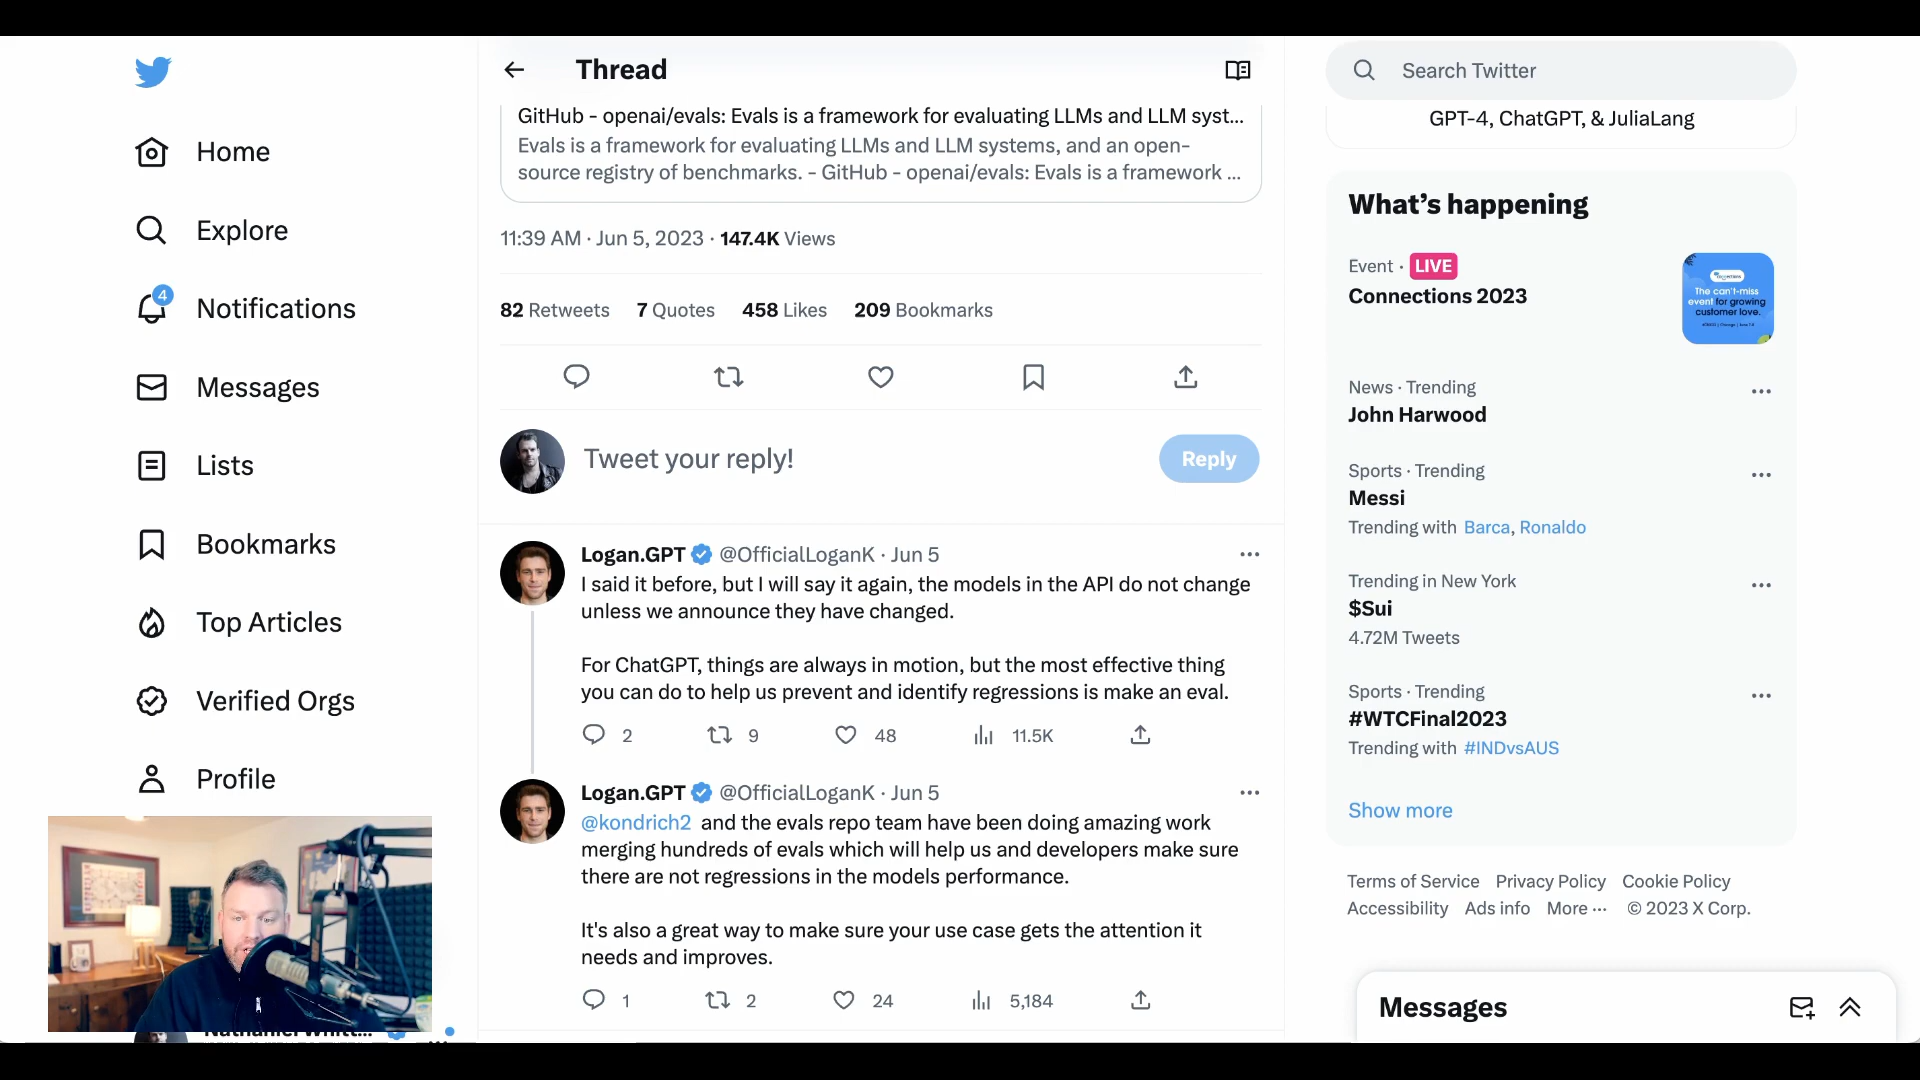 Thread
GitHub - openai/evals: Evals is a framework for evaluating LLMs and LLM syst...
Evals is a framework for evaluating LLMs and LLM systems, and an open-
source registry of benchmarks. - GitHub - openai/evals: Evals is a framework ...
11:39 AM · Jun 5, 2023 · 147.4K Views
82 Retweets 7 Quotes 458 Likes 209 Bookmarks
Tweet your reply!
Reply
Logan.GPT @OfficialLoganK · Jun 5
I said it before, but I will say it again, the models in the API do not change
unless we announce they have changed.
For ChatGPT, things are always in motion, but the most effective thing
you can do to help us prevent and identify regressions is make an eval.
2 9 48 11.5K
Logan.GPT @OfficialLoganK · Jun 5
@kondrich2 and the evals repo team have been doing amazing work
merging hundreds of evals which will help us and developers make sure
there are not regressions in the models performance.
It's also a great way to make sure your use case gets the attention it
needs and improves.
1 2 24 5,184
Home
Explore
4
Notifications
Messages
Lists
Bookmarks
Top Articles
Verified Orgs
Profile
Search Twitter
GPT-4, ChatGPT, & JuliaLang
What's happening
Event · LIVE
Connections 2023
The can't-miss
event for growing
customer love.
News · Trending
John Harwood
Sports · Trending
Messi
Trending with Barca, Ronaldo
Trending in New York
$Sui
4.72M Tweets
Sports · Trending
#WTCFinal2023
Trending with #INDvsAUS
Show more
Terms of Service Privacy Policy Cookie Policy
Accessibility Ads info More ··· © 2023 X Corp.
Messages